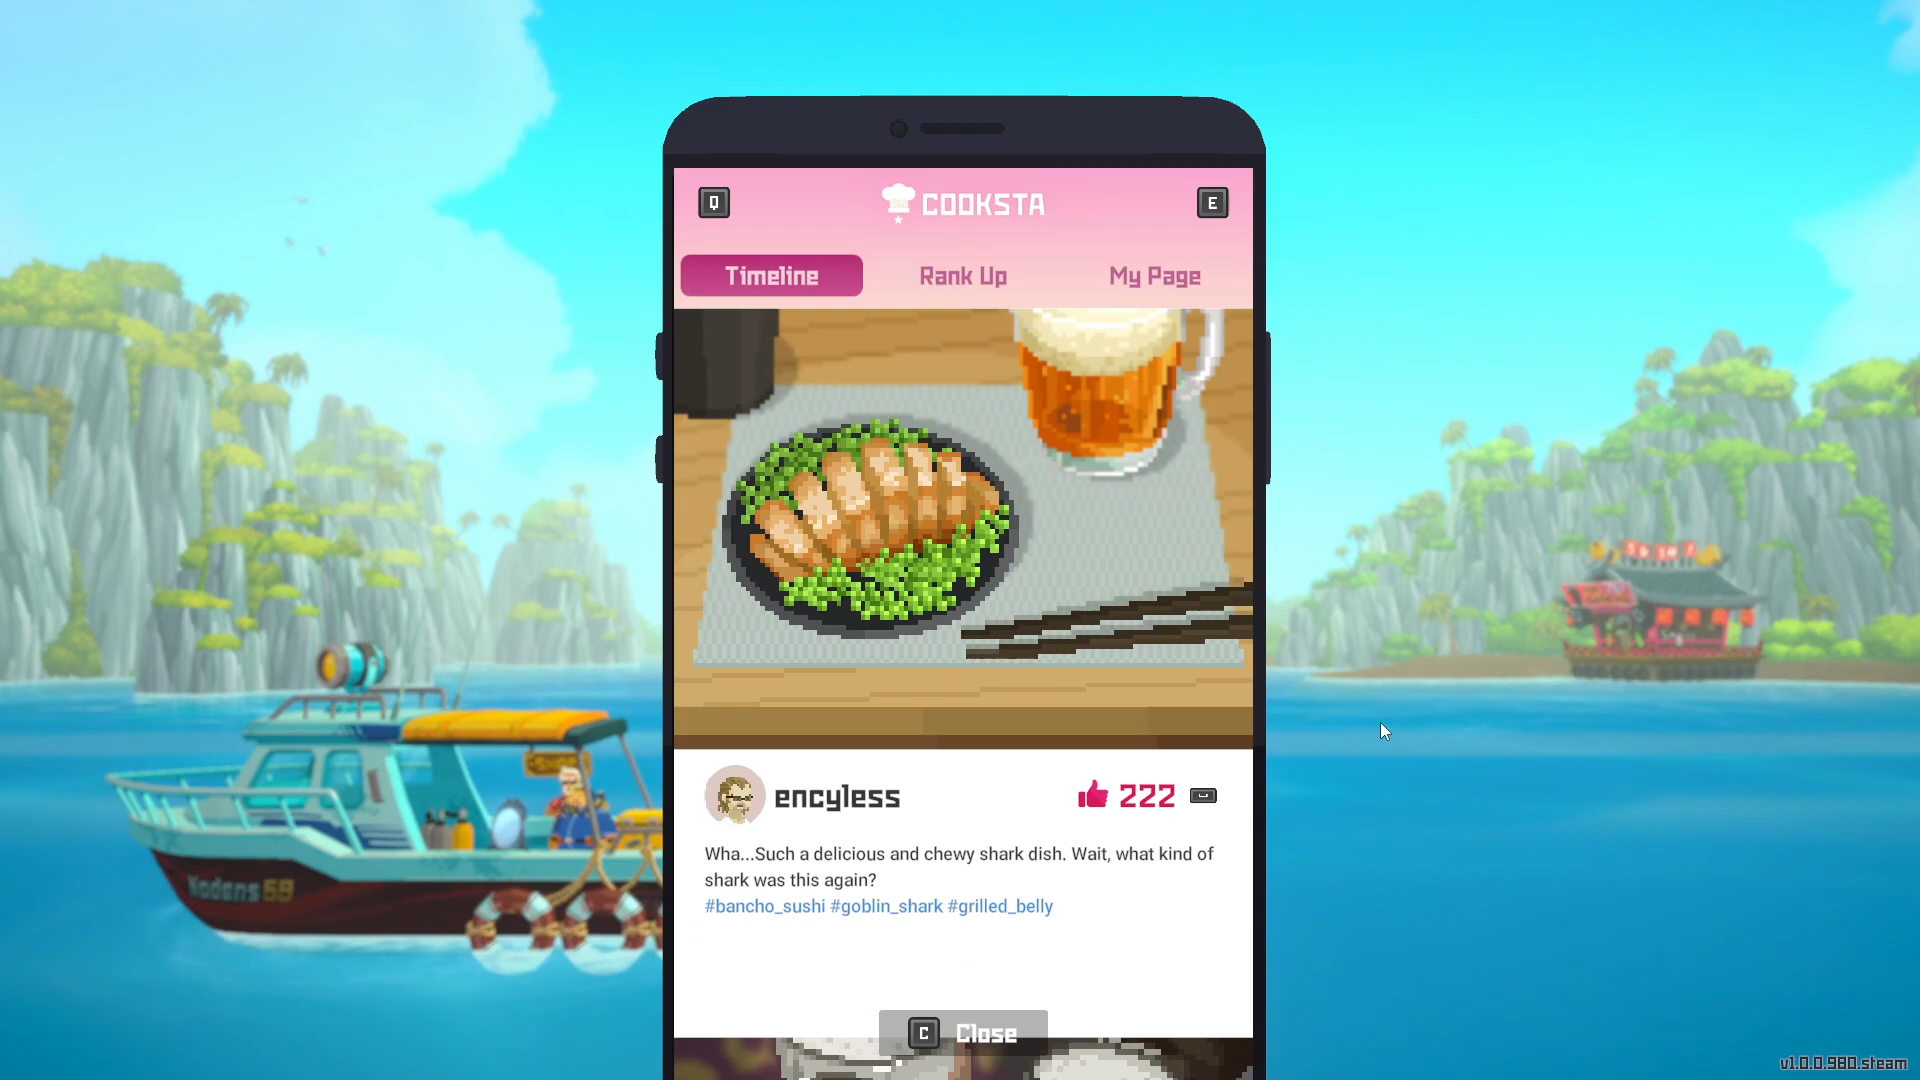 Q
COOKSTA
E
Timeline
Rank Up
My Page
encyless
222
Wha...Such a delicious and chewy shark dish. Wait, what kind of
shark was this again?
#bancho_sushi #goblin_shark #grilled_belly
Nodens59
C Close
v1.0.0.980.steam